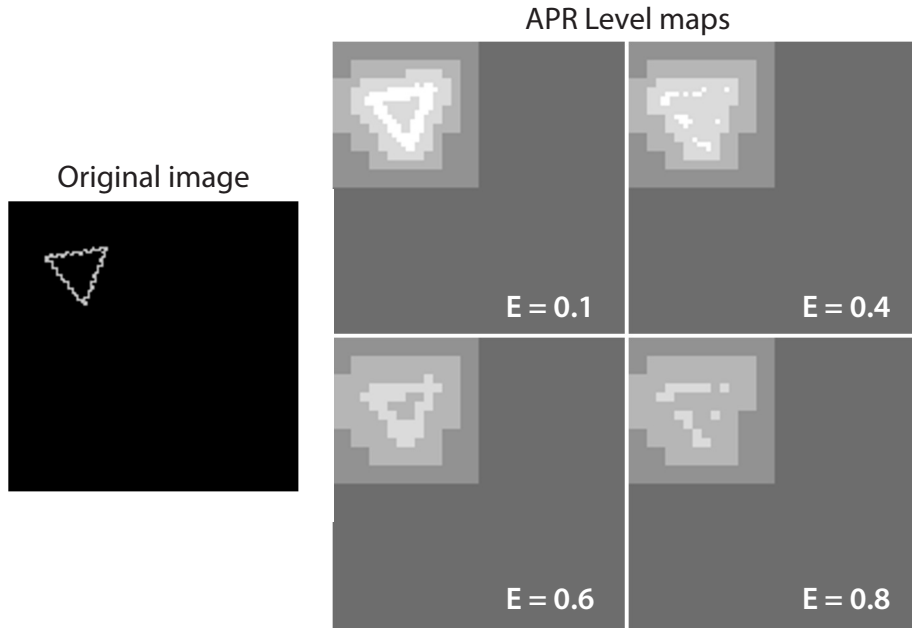 APR Level maps
Original image
E = 0.1
E = 0.4
E = 0.6
E = 0.8